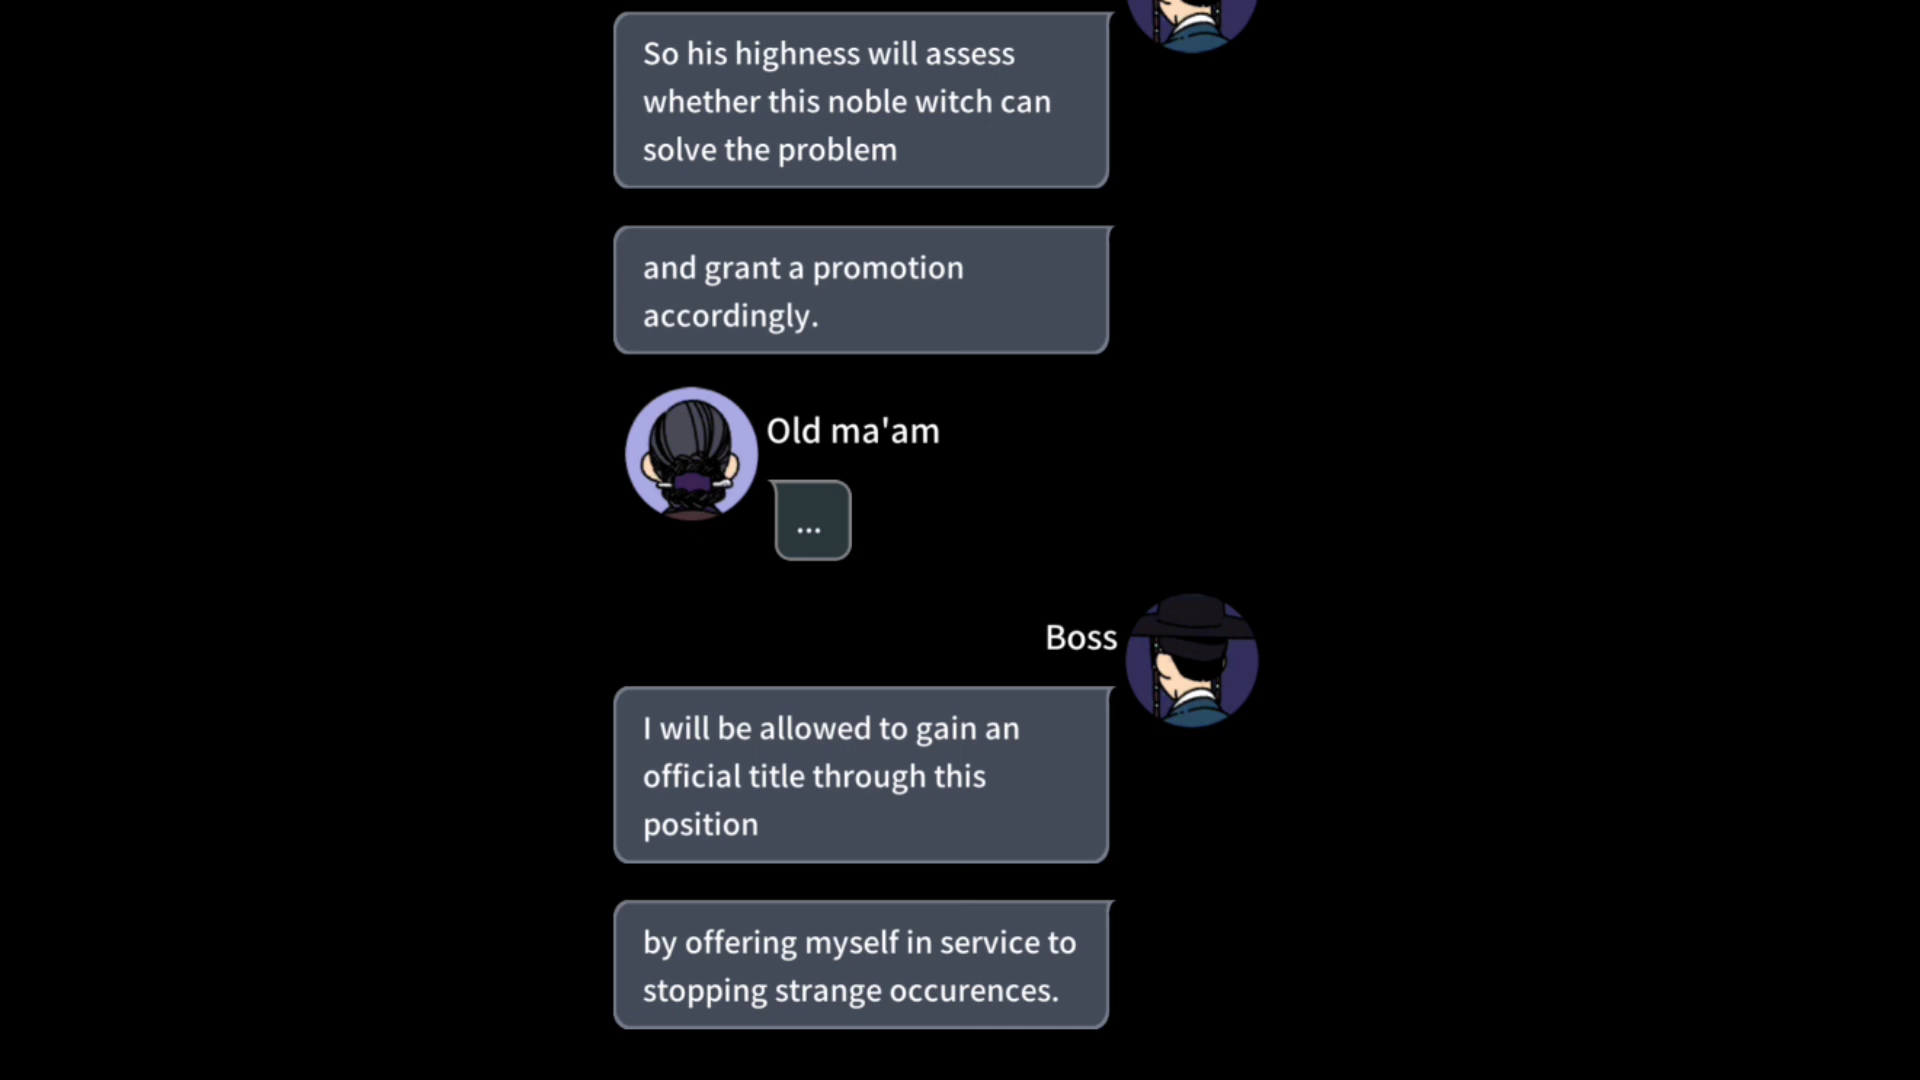 So his highness will assess
whether this noble witch can
solve the problem
and grant a promotion
accordingly.
Old ma'am
...
Boss
I will be allowed to gain an
official title through this
position
by offering myself in service to
stopping strange occurences.